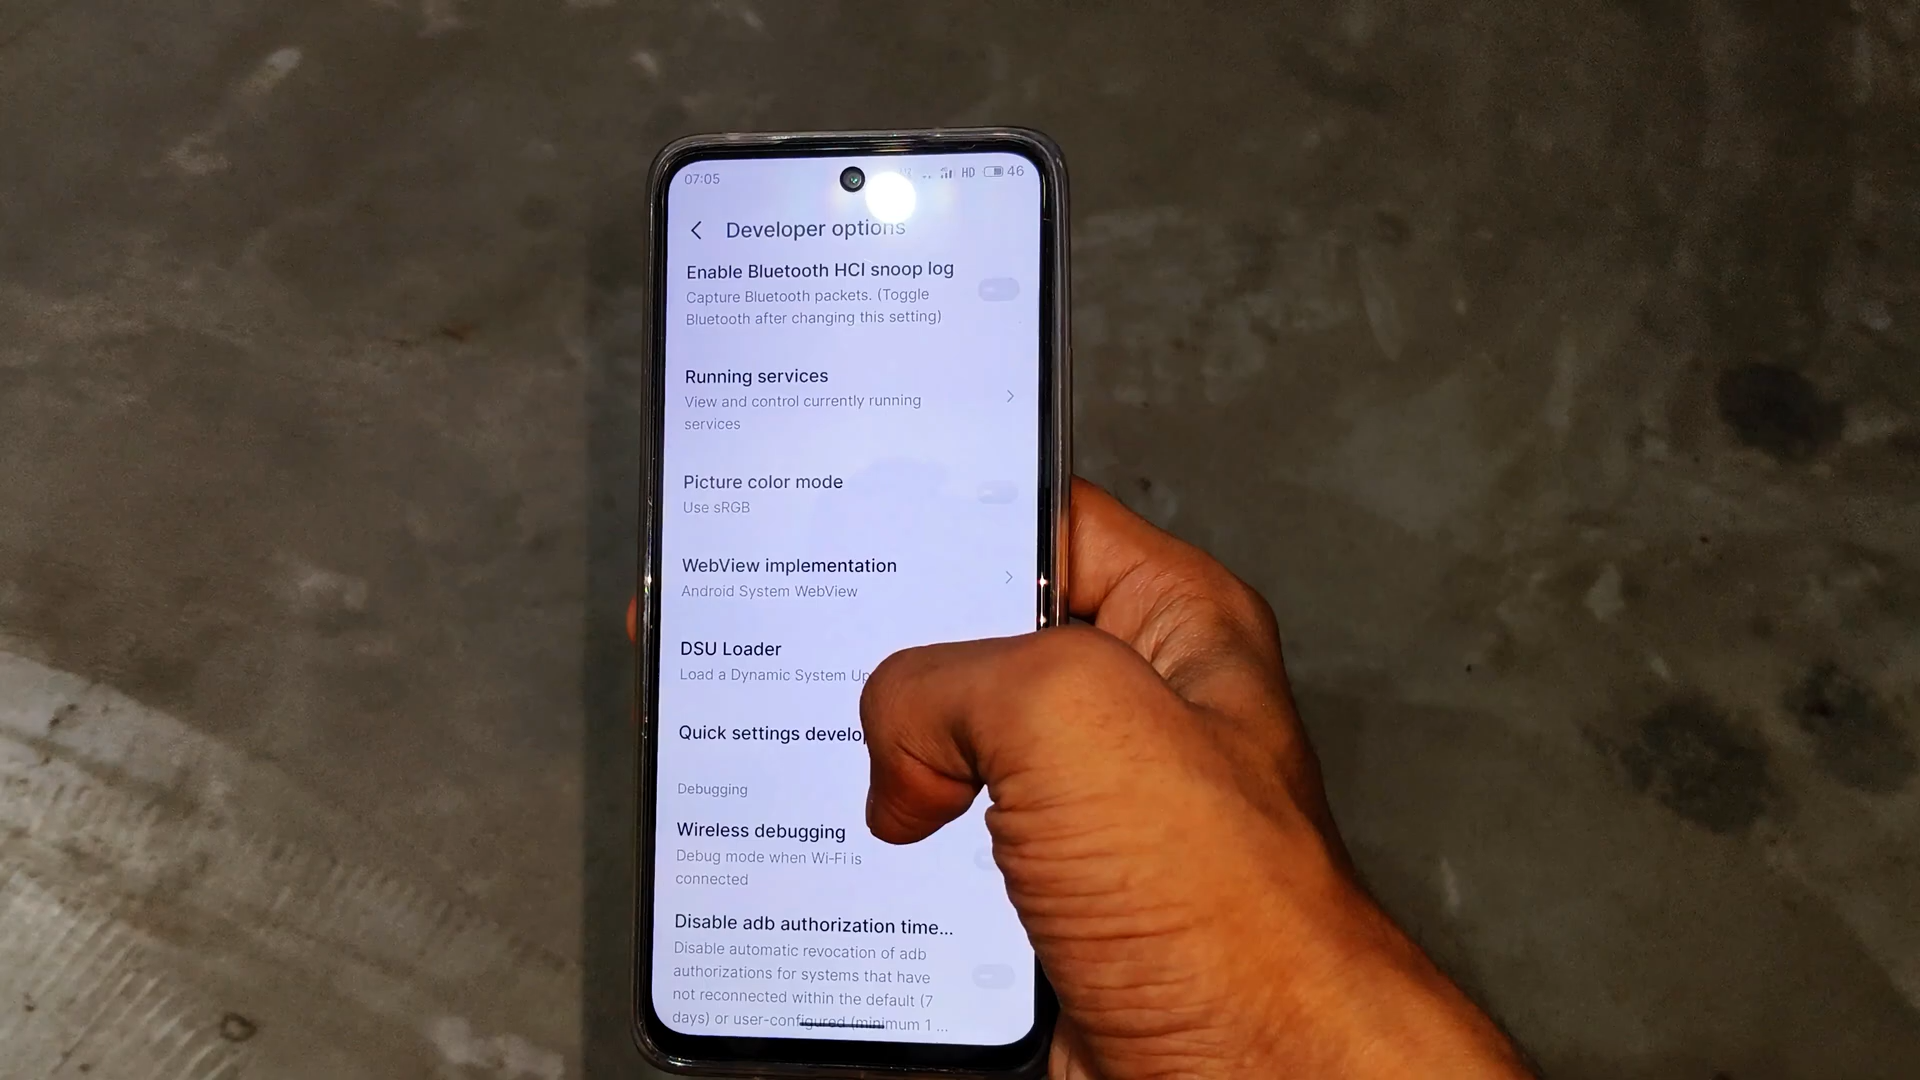 07:05 HD 46
Developer options
Enable Bluetooth HCI snoop log
Capture Bluetooth packets. (Toggle
Bluetooth after changing this setting)
Running services
View and control currently running
services
Picture color mode
Use sRGB
WebView implementation
Android System WebView
DSU Loader
Load a Dynamic System Up
Quick settings develop
Debugging
Wireless debugging
Debug mode when Wi-Fi is
connected
Disable adb authorization time...
Disable automatic revocation of adb
authorizations for systems that have
not reconnected within the default (7
days) or user-configured (minimum 1 ...